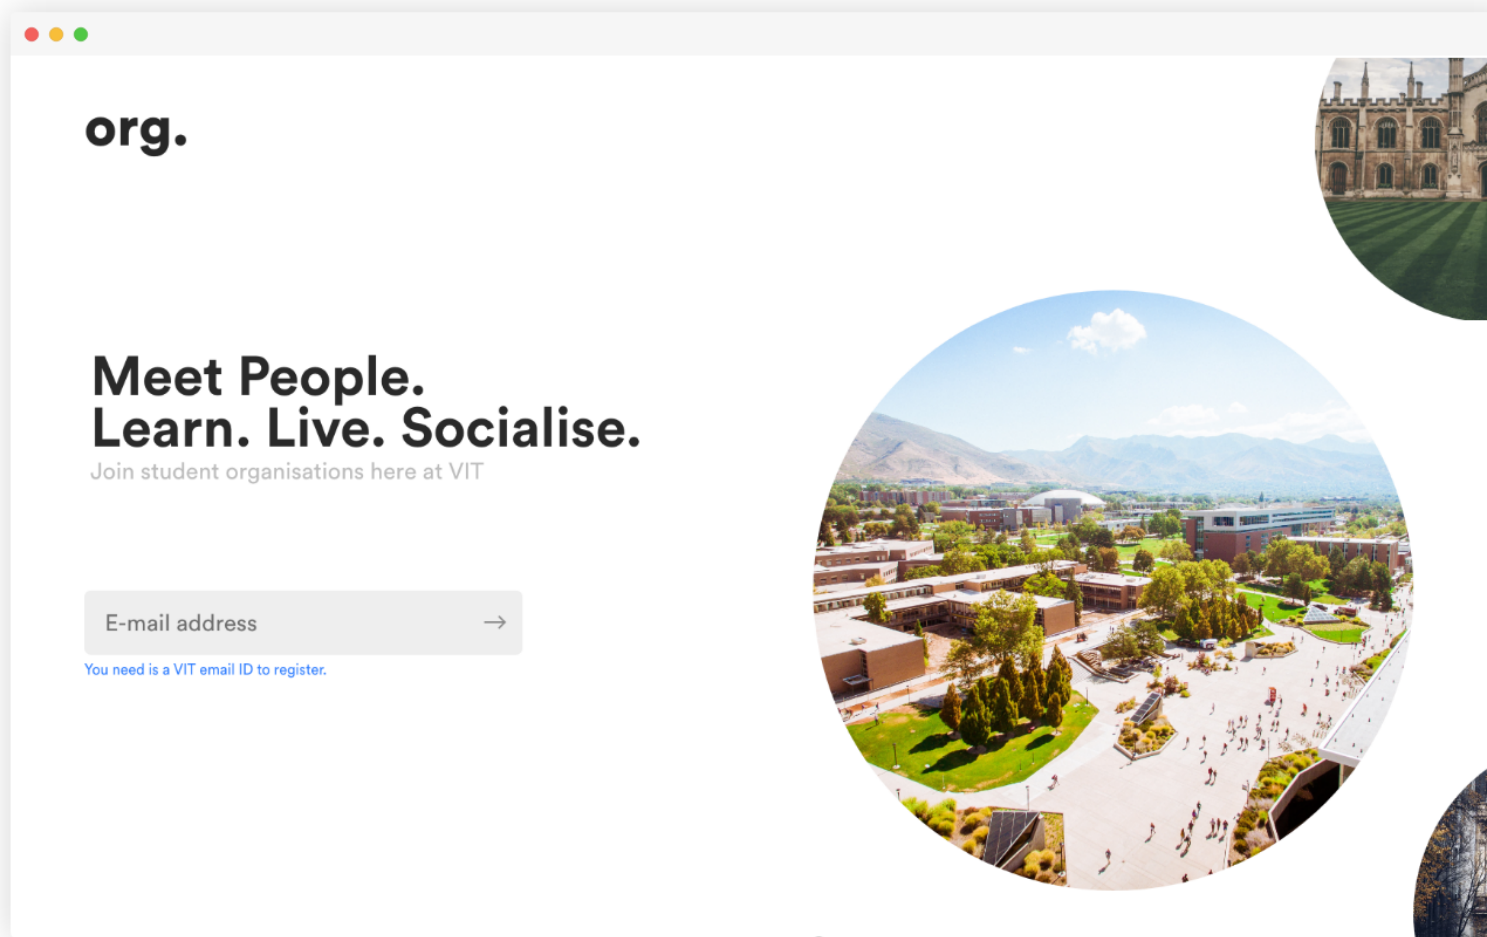 org.
Meet People.
Learn. Live. Socialise.
Join student organisations here at VIT
E-mail address →
You need is a VIT email ID to register.